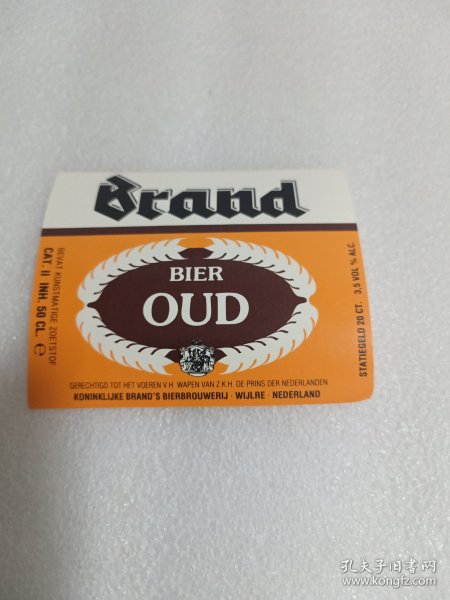 Brand
BIER
OUD
BEVAT KUNSTMATIGE ZOETSTOF
CAT. II INH. 50 CL. e
STATIEGELD 20 CT. 3,5 VOL % ALC.
GERECHTIGD TOT HET VOEREN V.H. WAPEN VAN Z.K.H. DE PRINS DER NEDERLANDEN
KONINKLIJKE BRAND'S BIERBROUWERIJ · WIJLRE · NEDERLAND
孔夫子旧书网
www.kongfz.com